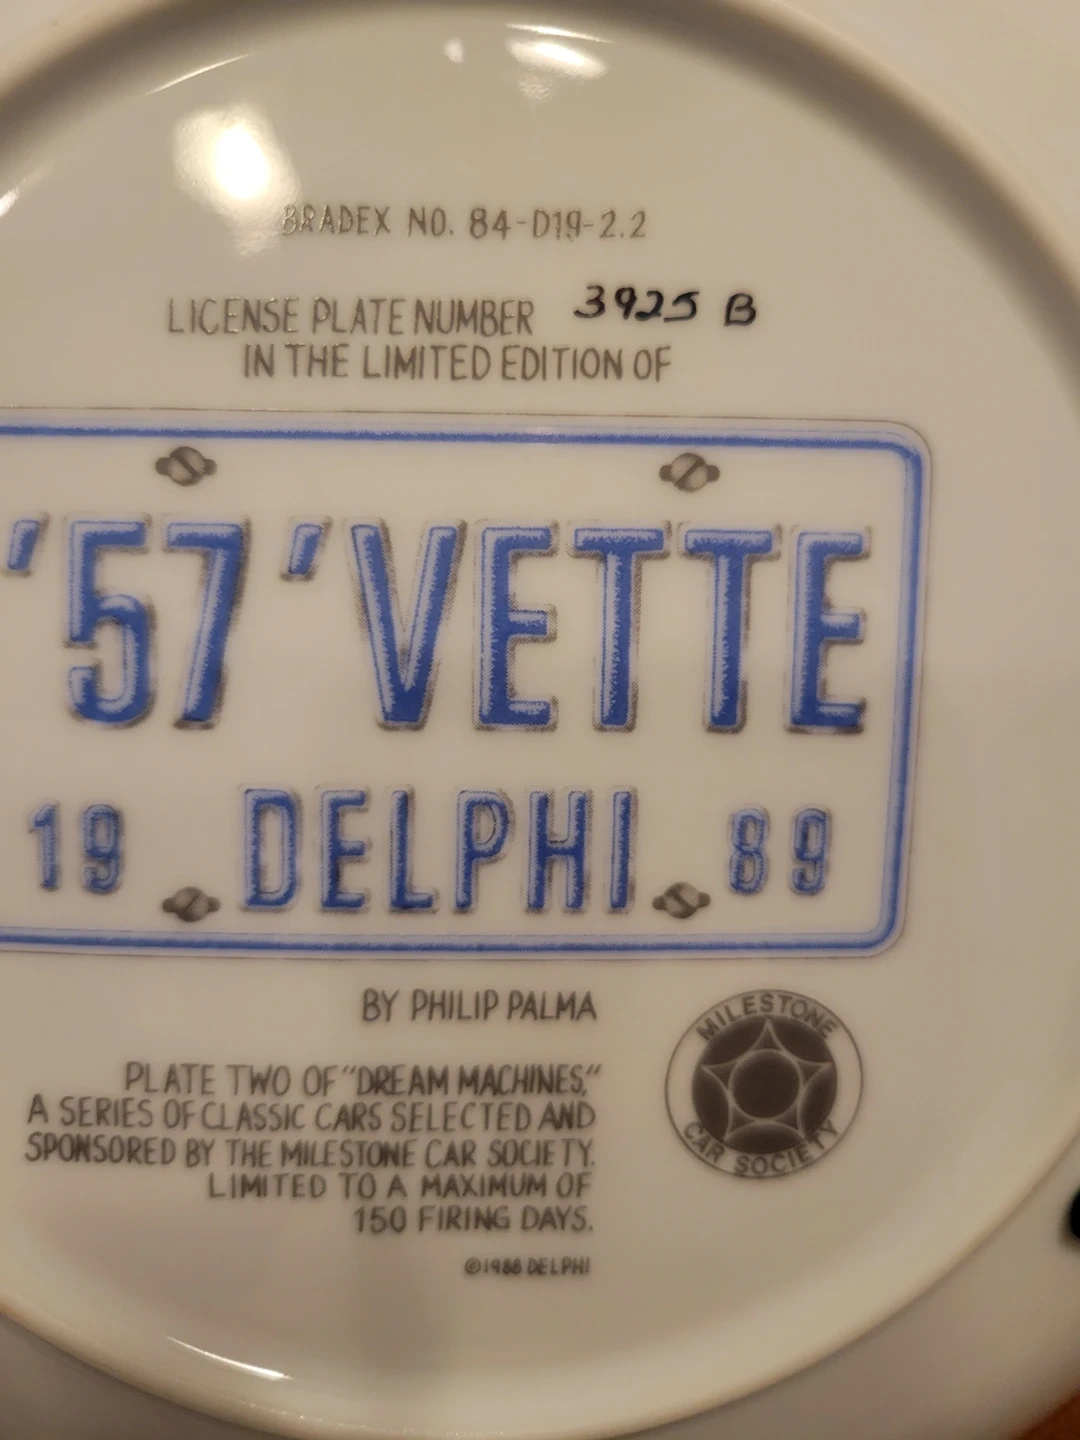 BRADEX NO. 84-D19-2.2
LICENSE PLATE NUMBER 3925 B
IN THE LIMITED EDITION OF
'57 'VETTE
19 DELPHI 89
BY PHILIP PALMA
PLATE TWO OF "DREAM MACHINES,"
A SERIES OF CLASSIC CARS SELECTED AND
SPONSORED BY THE MILESTONE CAR SOCIETY.
LIMITED TO A MAXIMUM OF
150 FIRING DAYS.
©1988 DELPHI
MILESTONE
CAR SOCIETY